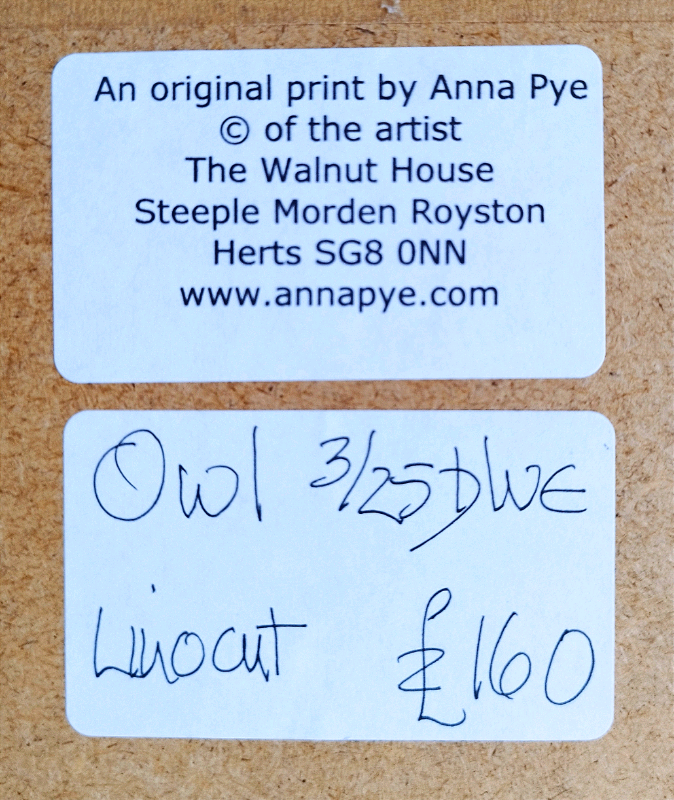 An original print by Anna Pye
© of the artist
The Walnut House
Steeple Morden Royston
Herts SG8 0NN
www.annapye.com
Owl 3/25 blue
Linocut £160